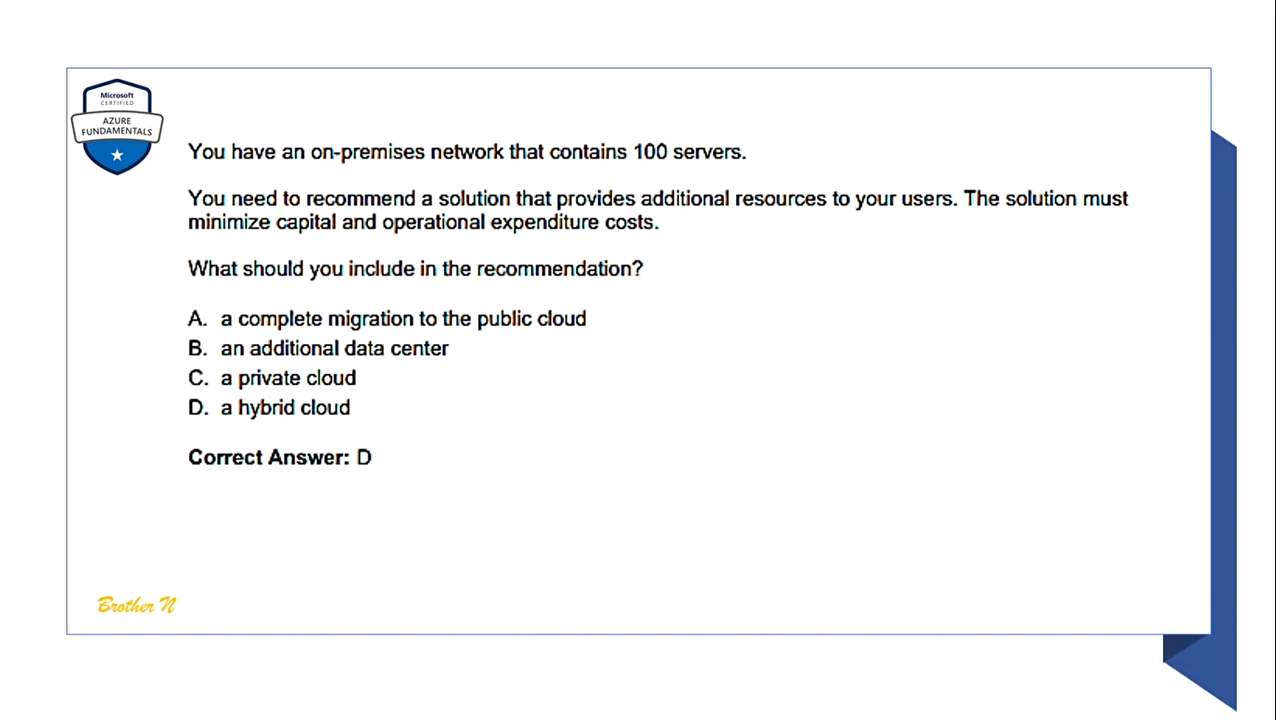 Microsoft
CERTIFIED
AZURE
FUNDAMENTALS
You have an on-premises network that contains 100 servers.
You need to recommend a solution that provides additional resources to your users. The solution must
minimize capital and operational expenditure costs.
What should you include in the recommendation?
A. a complete migration to the public cloud
B. an additional data center
C. a private cloud
D. a hybrid cloud
Correct Answer: D
Brother N